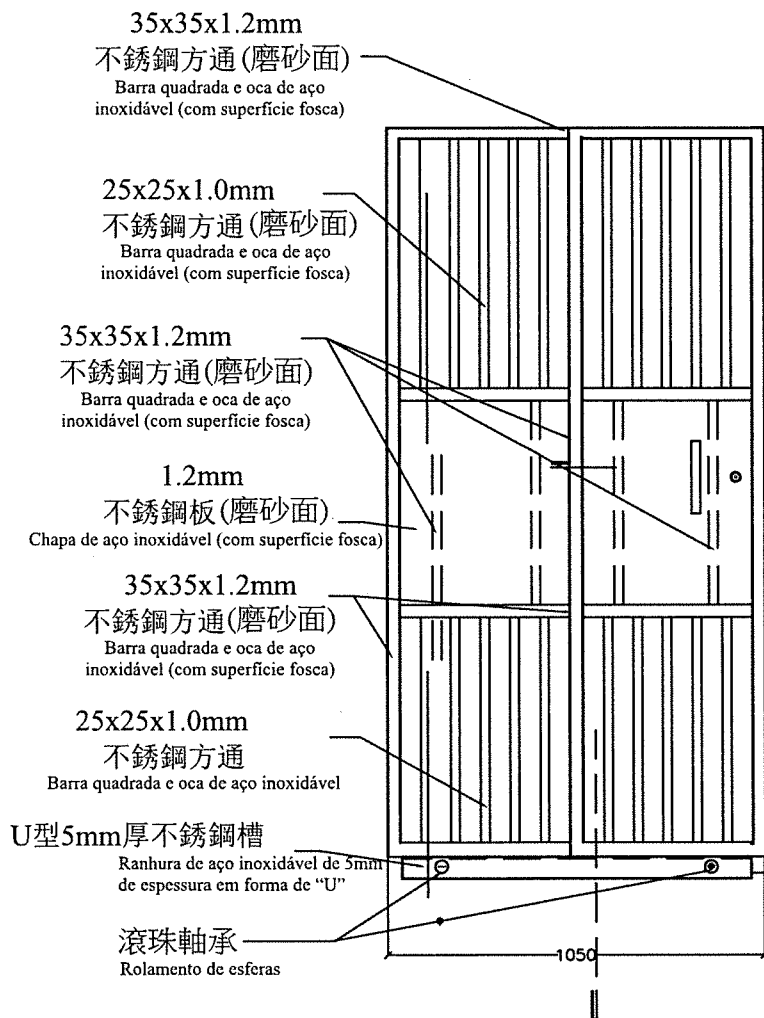 35x35x1.2mm
不銹鋼方通(磨砂面)
Barra quadrada e oca de aço
inoxidável (com superfície fosca)
25x25x1.0mm
不銹鋼方通(磨砂面)
Barra quadrada e oca de aço
inoxidável (com superfície fosca)
35x35x1.2mm
不銹鋼方通(磨砂面)
Barra quadrada e oca de aço
inoxidável (com superfície fosca)
1.2mm
不銹鋼板(磨砂面)
Chapa de aço inoxidável (com superfície fosca)
35x35x1.2mm
不銹鋼方通(磨砂面)
Barra quadrada e oca de aço
inoxidável (com superfície fosca)
25x25x1.0mm
不銹鋼方通
Barra quadrada e oca de aço inoxidável
U型5mm厚不銹鋼槽
Ranhura de aço inoxidável de 5mm
de espessura em forma de “U”
滾珠軸承
Rolamento de esferas
1050